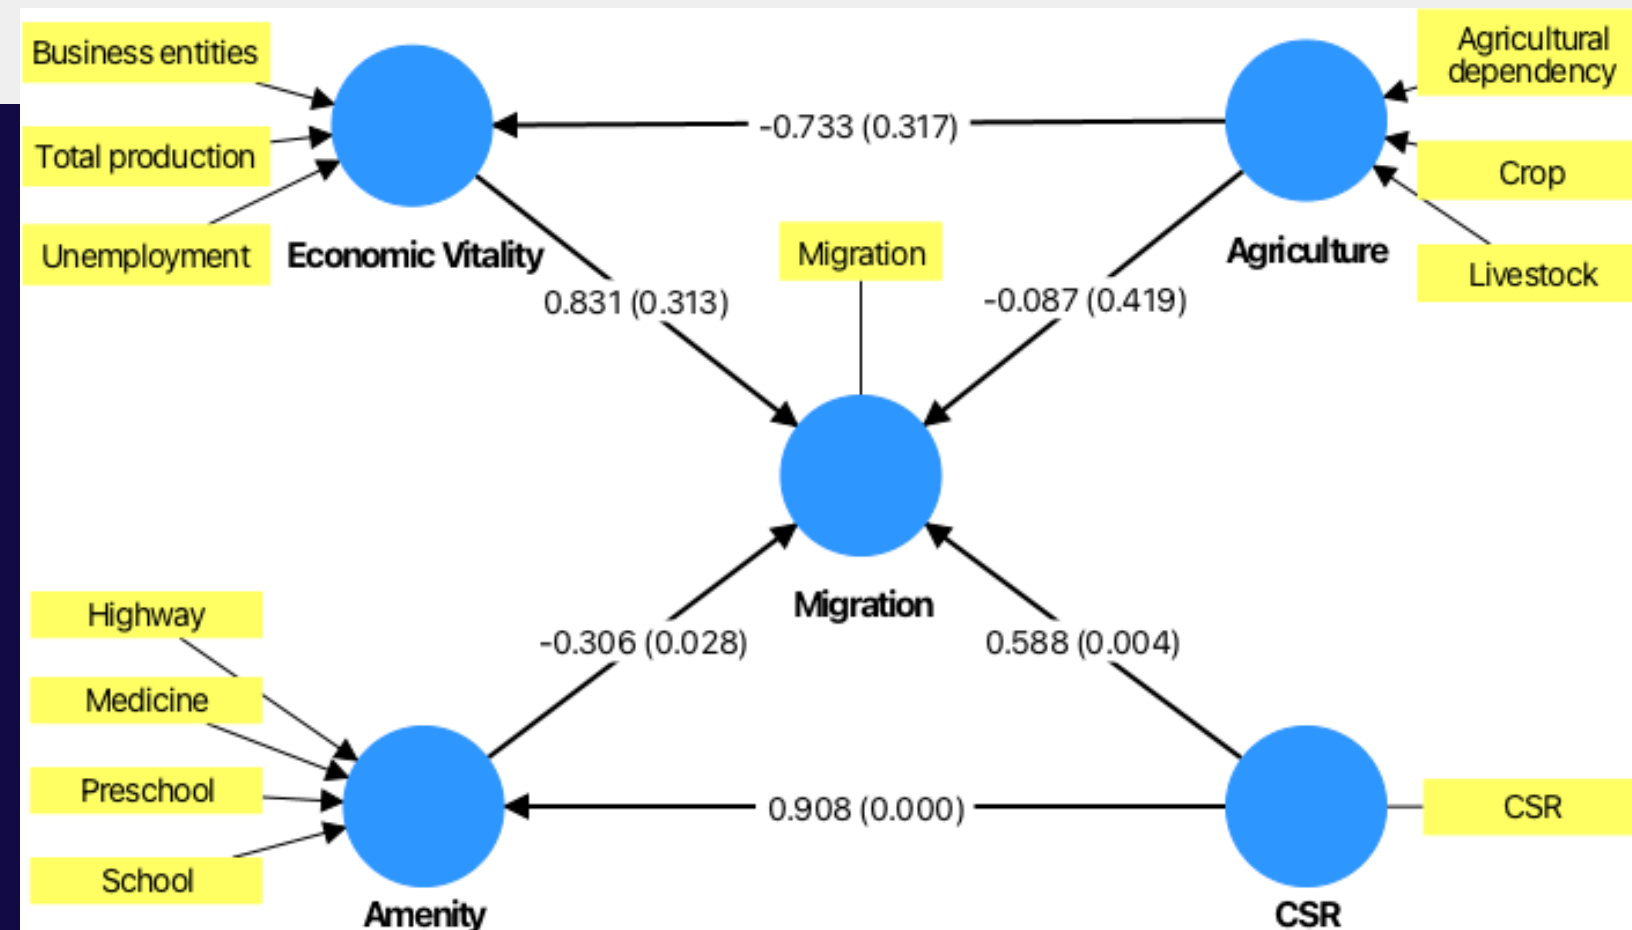 Business entities
Total production
Unemployment
Economic Vitality
-0.733 (0.317)
Agricultural
dependency
Crop
Livestock
Agriculture
Migration
0.831 (0.313)
-0.087 (0.419)
Migration
Highway
Medicine
Preschool
School
Amenity
-0.306 (0.028)
0.588 (0.004)
0.908 (0.000)
CSR
CSR